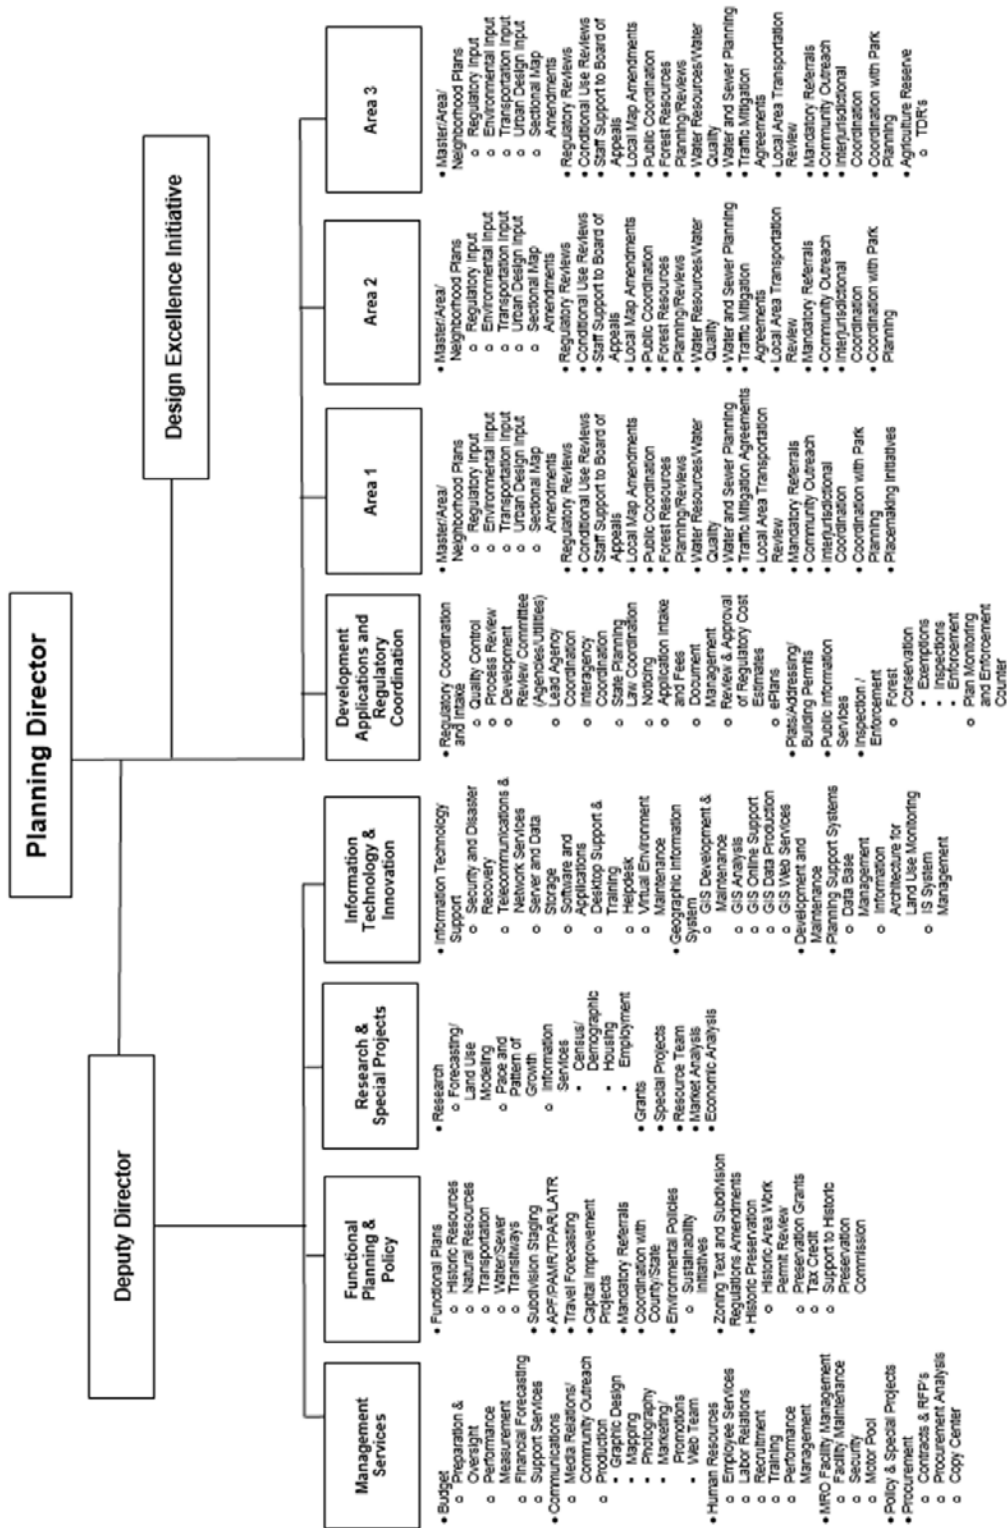 Planning Director
Deputy Director
Design Excellence Initiative
Management
Services
• Budget
o Preparation &
Oversight
o Performance
Measurement
o Financial Forecasting
o Support Services
• Communications
o Media Relations/
Community Outreach
o Production
▪ Graphic Design
▪ Mapping
▪ Photography
▪ Marketing/
Promotions
▪ Web Team
• Human Resources
o Employee Services
o Labor Relations
o Recruitment
o Training
o Performance
Management
• MRO Facility Management
o Facility Maintenance
o Security
o Motor Pool
• Policy & Special Projects
• Procurement
o Contracts & RFP's
o Procurement Analysis
o Copy Center
Functional
Planning &
Policy
• Functional Plans
o Historic Resources
o Natural Resources
o Transportation
o Water/Sewer
o Transitways
• Subdivision Staging
• APF/PAMR/TPAR/LATR
• Travel Forecasting
• Capital Improvement
Projects
• Mandatory Referrals
• Coordination with
County/State
• Environmental Policies
o Sustainability
Initiatives
• Zoning Text and Subdivision
Regulations Amendments
• Historic Preservation
o Historic Area Work
Permit Review
o Preservation Grants
o Tax Credit
o Support to Historic
Preservation
Commission
Research &
Special Projects
• Research
o Forecasting/
Land Use
Modeling
o Pace and
Pattern of
Growth
o Information
Services
▪ Census/
Demographic
▪ Housing
▪ Employment
• Grants
• Special Projects
• Resource Team
• Market Analysis
• Economic Analysis
Information
Technology &
Innovation
• Information Technology
Support
o Security and Disaster
Recovery
o Telecommunications &
Network Services
o Server and Data
Storage
o Software and
Applications
o Desktop Support &
Training
o Helpdesk
o Virtual Environment
Maintenance
• Geographic Information
System
o GIS Development &
Maintenance
o GIS Analysis
o GIS Online Support
o GIS Data Production
o GIS Web Services
• Development and
Maintenance
• Planning Support Systems
o Data Base
Management
o Information
Architecture for
Land Use Monitoring
o IS System
Management
Development
Applications and
Regulatory
Coordination
• Regulatory Coordination
and Intake
o Quality Control
o Process Review
o Development
Review Committee
(Agencies/Utilities)
o Lead Agency
Coordination
o Interagency
Coordination
o State Planning
Law Coordination
o Noticing
o Application Intake
and Fees
o Document
Management
o Review & Approval
of Regulatory Cost
Estimates
o ePlans
• Plats/Addressing/
Building Permits
• Public Information
Services
• Inspection /
Enforcement
o Forest
Conservation
▪ Exemptions
▪ Inspections
▪ Enforcement
o Plan Monitoring
and Enforcement
Counter
Area 1
• Master/Area/
Neighborhood Plans
o Regulatory Input
o Environmental Input
o Transportation Input
o Urban Design Input
o Sectional Map
Amendments
• Regulatory Reviews
• Conditional Use Reviews
• Staff Support to Board of
Appeals
• Local Map Amendments
• Public Coordination
• Forest Resources
Planning/Reviews
• Water Resources/Water
Quality
• Water and Sewer Planning
• Traffic Mitigation Agreements
• Local Area Transportation
Review
• Mandatory Referrals
• Community Outreach
• Interjurisdictional
Coordination
• Coordination with Park
Planning
• Placemaking Initiatives
Area 2
• Master/Area/
Neighborhood Plans
o Regulatory Input
o Environmental Input
o Transportation Input
o Urban Design Input
o Sectional Map
Amendments
• Regulatory Reviews
• Conditional Use Reviews
• Staff Support to Board of
Appeals
• Local Map Amendments
• Public Coordination
• Forest Resources
Planning/Reviews
• Water Resources/Water
Quality
• Water and Sewer Planning
• Traffic Mitigation
Agreements
• Local Area Transportation
Review
• Mandatory Referrals
• Community Outreach
• Interjurisdictional
Coordination
• Coordination with Park
Planning
Area 3
• Master/Area/
Neighborhood Plans
o Regulatory Input
o Environmental Input
o Transportation Input
o Urban Design Input
o Sectional Map
Amendments
• Regulatory Reviews
• Conditional Use Reviews
• Staff Support to Board of
Appeals
• Local Map Amendments
• Public Coordination
• Forest Resources
Planning/Reviews
• Water Resources/Water
Quality
• Water and Sewer Planning
• Traffic Mitigation
Agreements
• Local Area Transportation
Review
• Mandatory Referrals
• Community Outreach
• Interjurisdictional
Coordination
• Coordination with Park
Planning
• Agriculture Reserve
o TDR's